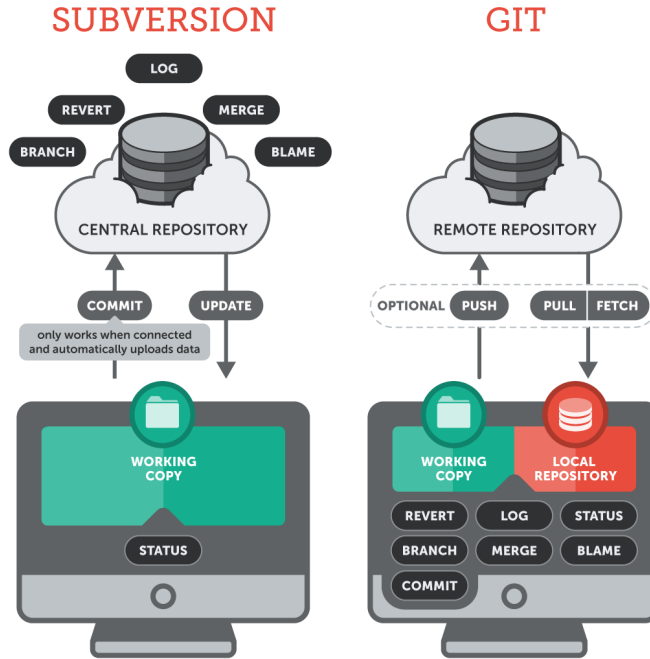 SUBVERSION
LOG
REVERT
MERGE
BRANCH
BLAME
CENTRAL REPOSITORY
COMMIT
UPDATE
only works when connected
and automatically uploads data
WORKING
COPY
STATUS
GIT
REMOTE REPOSITORY
OPTIONAL PUSH
PULL FETCH
WORKING
COPY
LOCAL
REPOSITORY
REVERT LOG STATUS
BRANCH MERGE BLAME
COMMIT